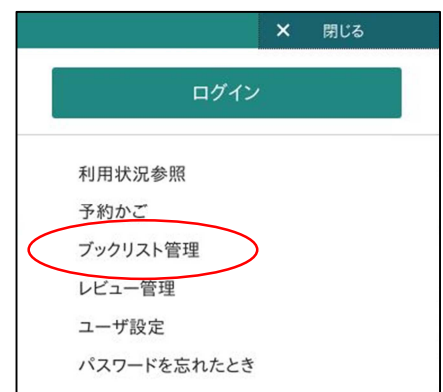 × 閉じる
ログイン
利用状況参照
予約かご
ブックリスト管理
レビュー管理
ユーザ設定
パスワードを忘れたとき